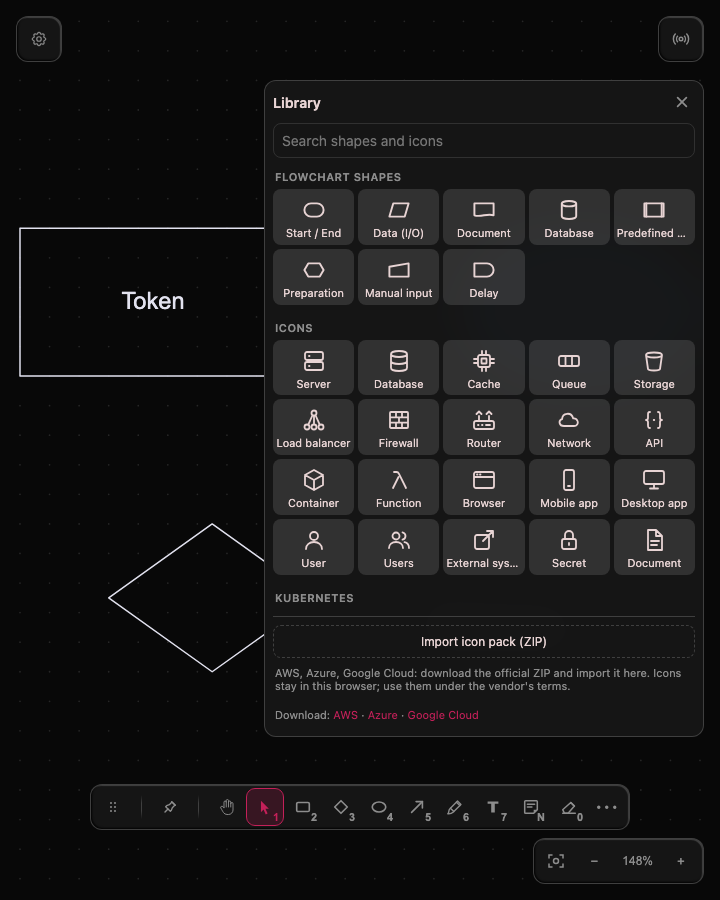 Library
Search shapes and icons
FLOWCHART SHAPES
Start / End
Data (I/O)
Document
Database
Predefined ...
Preparation
Manual input
Delay
Token
ICONS
Server
Database
Cache
Queue
Storage
Load balancer
Firewall
Router
Network
API
Container
Function
Browser
Mobile app
Desktop app
User
Users
External sys...
Secret
Document
KUBERNETES
Import icon pack (ZIP)
AWS, Azure, Google Cloud: download the official ZIP and import it here. Icons
stay in this browser; use them under the vendor's terms.
Download: AWS · Azure · Google Cloud
1 2 3 4 5 6 T 7 N 0
148%